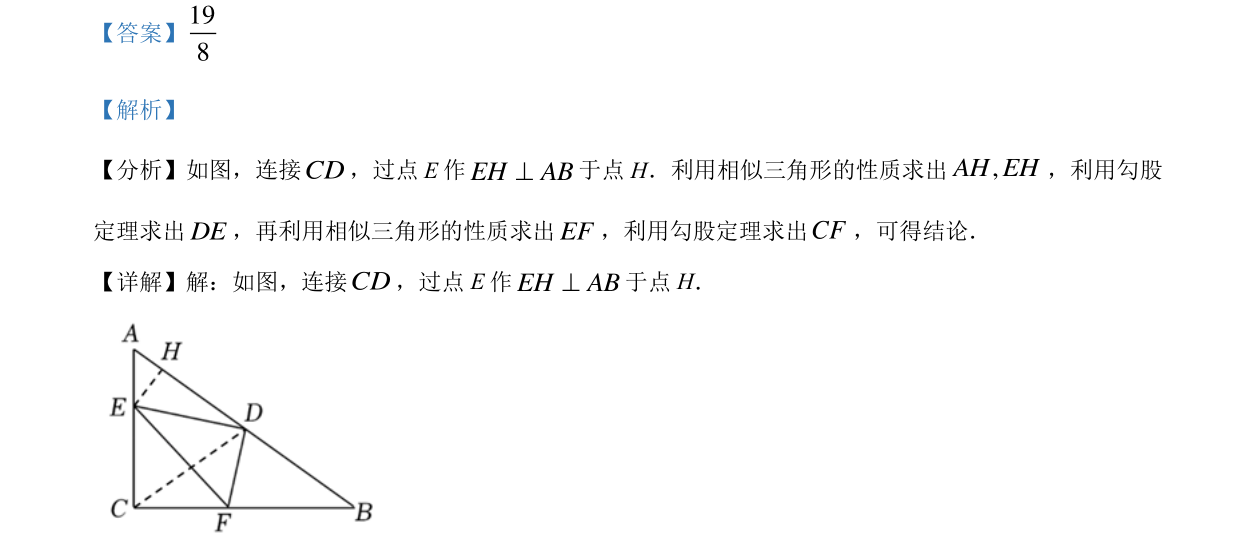 【答案】19/8
【解析】
【分析】如图，连接CD，过点E作EH⊥AB于点H．利用相似三角形的性质求出AH,EH，利用勾股
定理求出DE，再利用相似三角形的性质求出EF，利用勾股定理求出CF，可得结论．
【详解】解：如图，连接CD，过点E作EH⊥AB于点H．
A
H
E
D
C
F
B